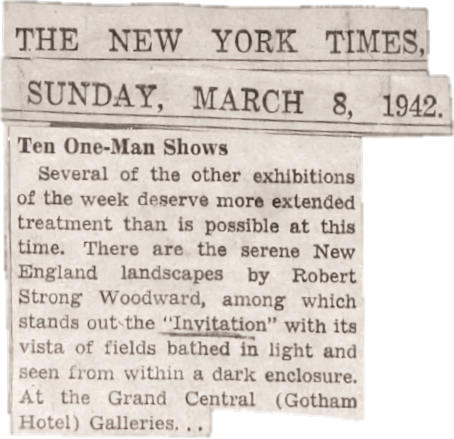 THE NEW YORK TIMES,
SUNDAY, MARCH 8, 1942.
Ten One-Man Shows
Several of the other exhibitions
of the week deserve more extended
treatment than is possible at this
time. There are the serene New
England landscapes by Robert
Strong Woodward, among which
stands out the "Invitation" with its
vista of fields bathed in light and
seen from within a dark enclosure.
At the Grand Central (Gotham
Hotel) Galleries...